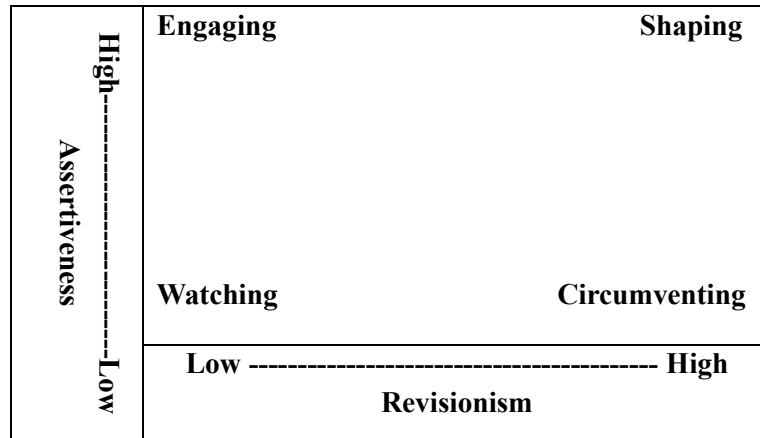 Engaging Shaping
High-----------------------------Low
Assertiveness
Watching Circumventing
Low ------------------------------------------ High
Revisionism